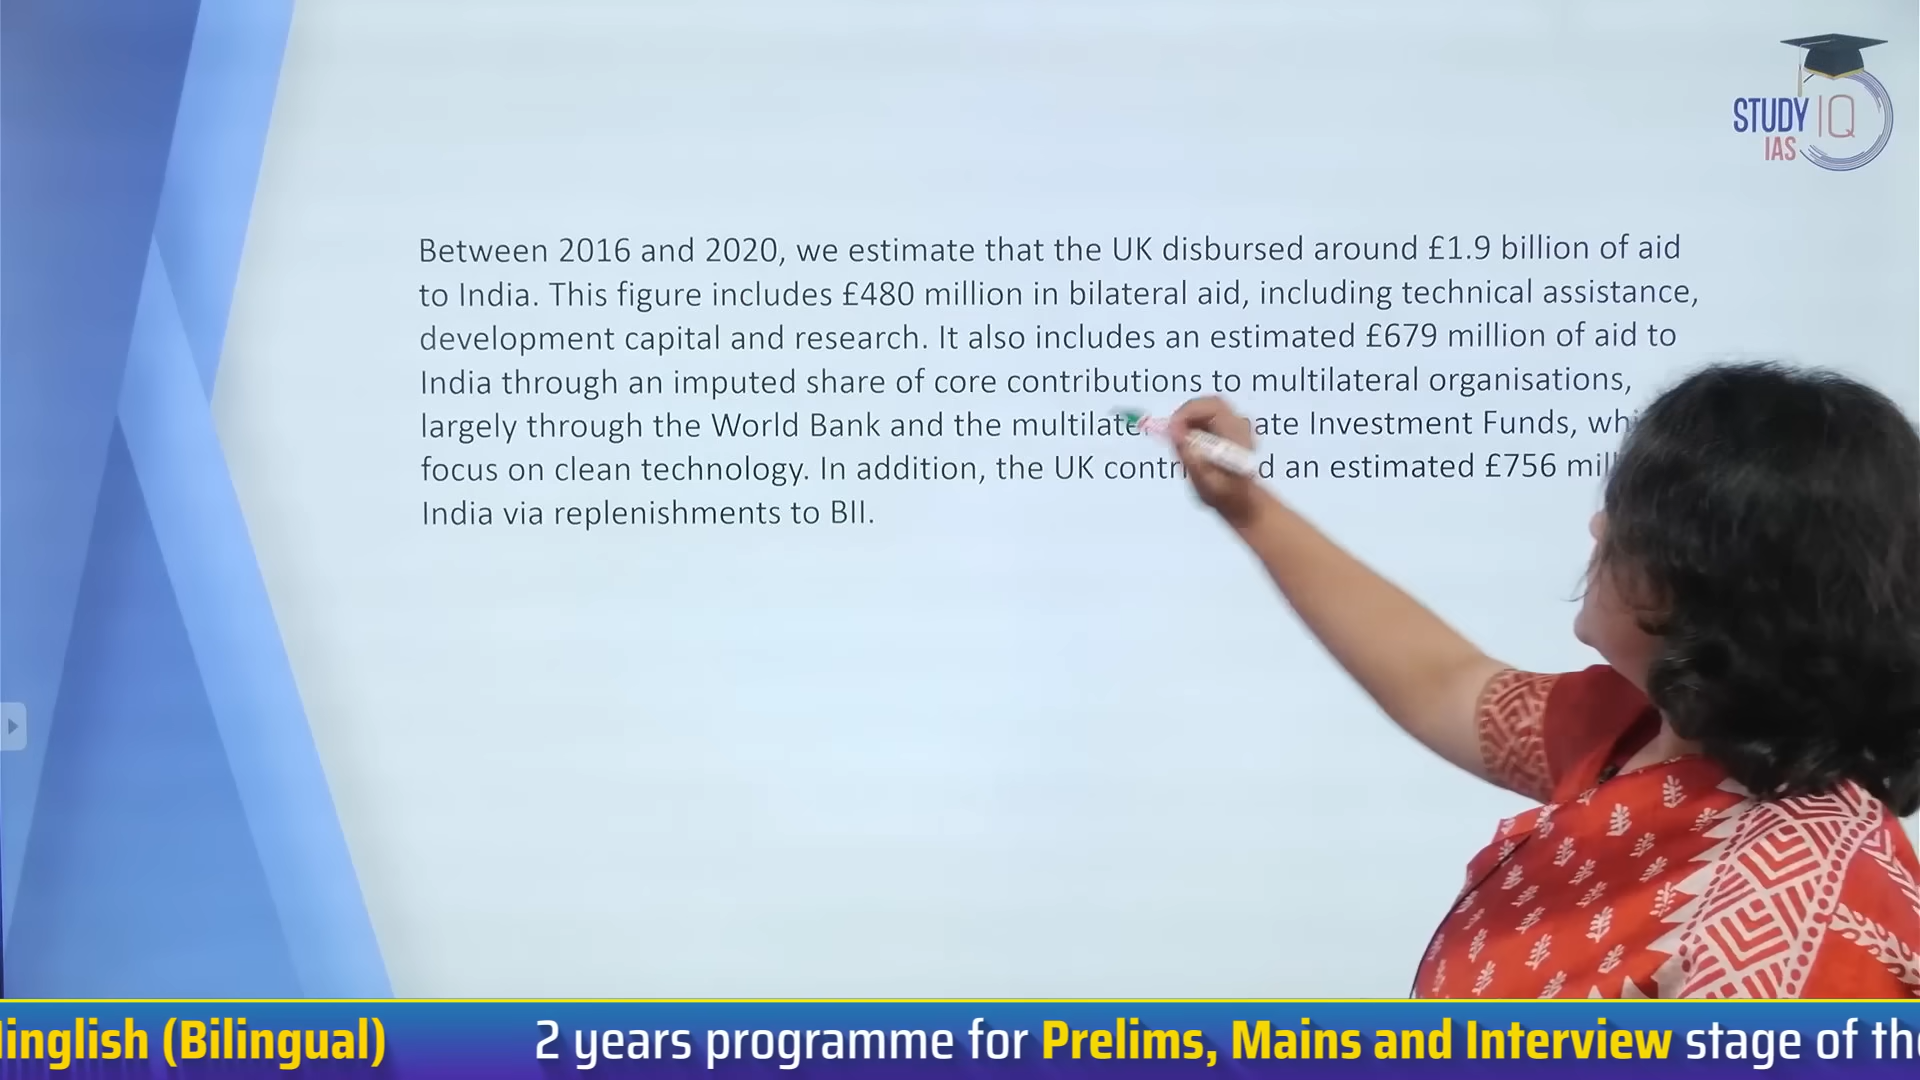 STUDY IQ
IAS
Between 2016 and 2020, we estimate that the UK disbursed around £1.9 billion of aid
to India. This figure includes £480 million in bilateral aid, including technical assistance,
development capital and research. It also includes an estimated £679 million of aid to
India through an imputed share of core contributions to multilateral organisations,
largely through the World Bank and the Investment Funds,
focus on clean technology. In addition, the UK an estimated £756
India via replenishments to BII.
(Bilingual) 2 years programme for Prelims, Mains and Interview stage of